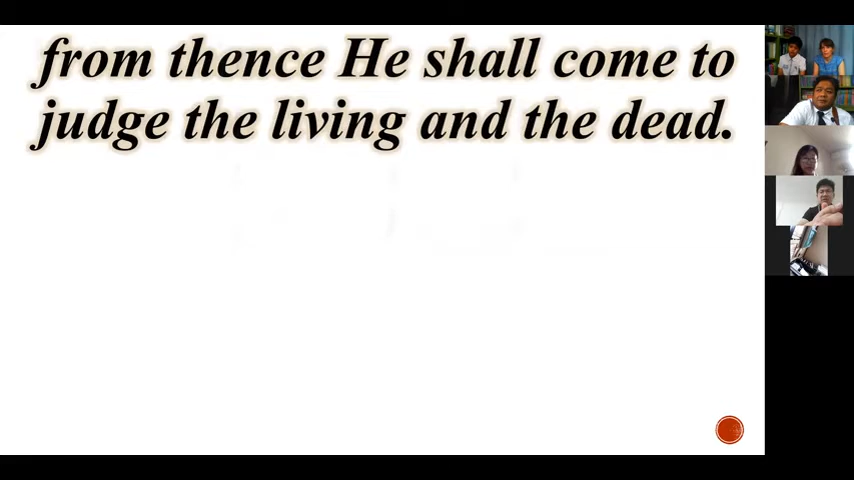 from thence He shall come to
judge the living and the dead.